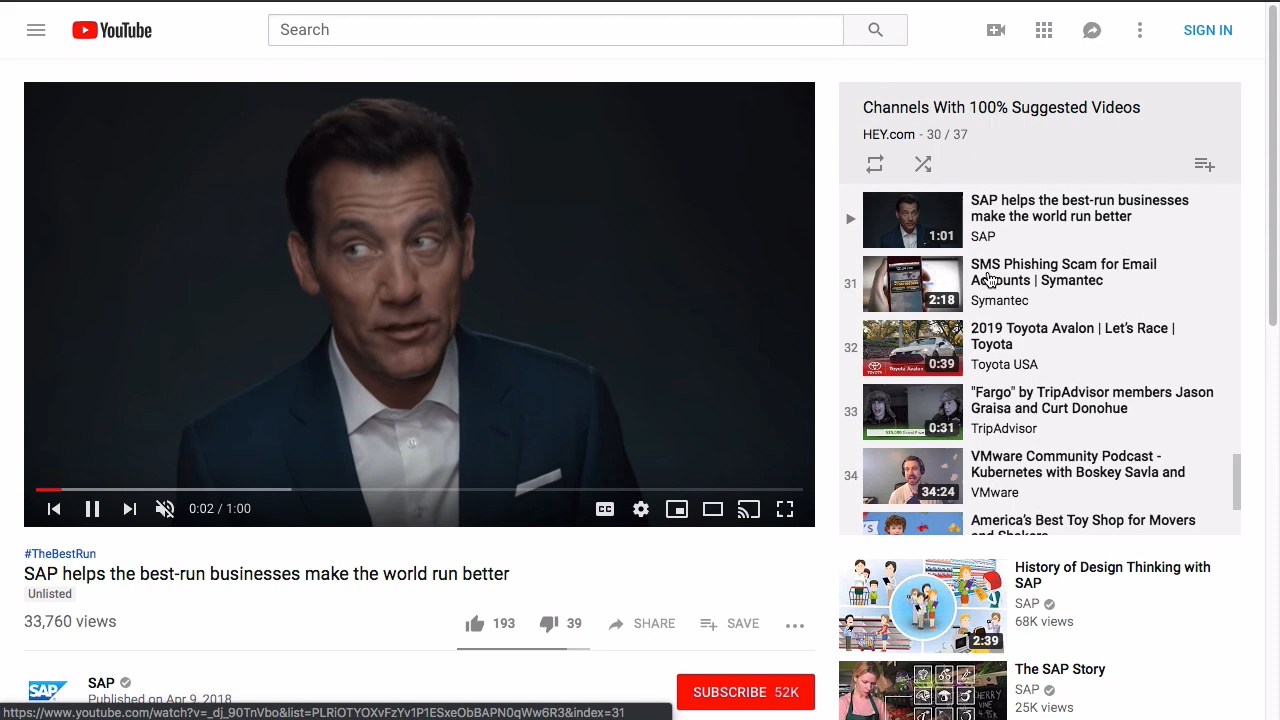 YouTube
Search
SIGN IN
Channels With 100% Suggested Videos
HEY.com - 30 / 37
SAP helps the best-run businesses
make the world run better
SAP
1:01
31
SMS Phishing Scam for Email
Accounts | Symantec
Symantec
2:18
32
2019 Toyota Avalon | Let's Race |
Toyota
Toyota USA
0:39
33
"Fargo" by TripAdvisor members Jason
Graisa and Curt Donohue
TripAdvisor
0:31
34
VMware Community Podcast -
Kubernetes with Boskey Savla and
VMware
34:24
America's Best Toy Shop for Movers
and Shakers
0:02 / 1:00
CC
#TheBestRun
SAP helps the best-run businesses make the world run better
Unlisted
33,760 views
193
39
SHARE
SAVE
SAP
SAP
Published on Apr 9, 2018
SUBSCRIBE 52K
History of Design Thinking with
SAP
SAP
68K views
2:39
The SAP Story
SAP
25K views
https://www.youtube.com/watch?v=_dj_90TnVbo&list=PLRiOTYOXvFzYv1P1ESxeObBAPN0qWw6R3&index=31